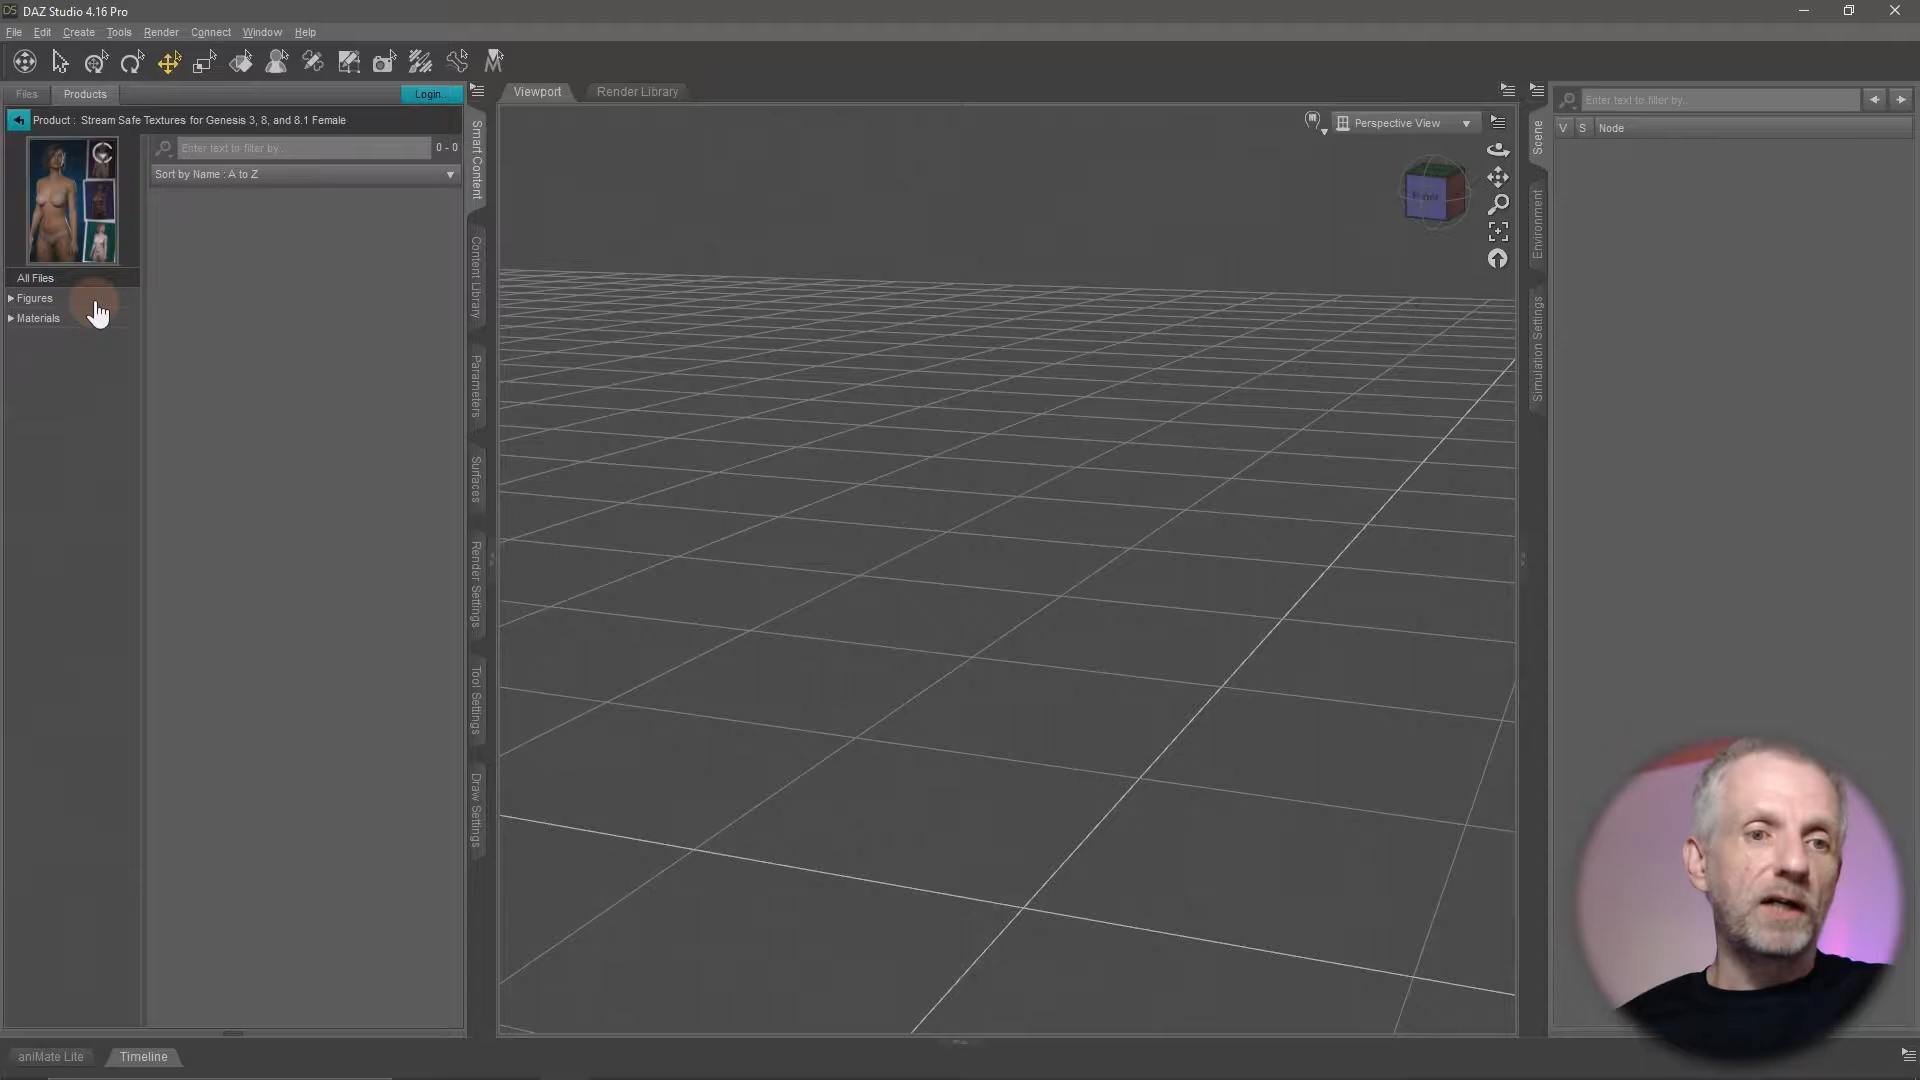 DAZ Studio 4.16 Pro
File Edit Create Tools Render Connect Window Help
Files Products Login...
Viewport Render Library
Product : Stream Safe Textures for Genesis 3, 8, and 8.1 Female
Enter text to filter by... 0 - 0
Sort by Name : A to Z
All Files
Figures
Materials
Smart Content
Content Library
Parameters
Surfaces
Render Settings
Tool Settings
Draw Settings
Perspective View
Front
Scene
Environment
Simulation Settings
Enter text to filter by...
V S Node
aniMate Lite Timeline